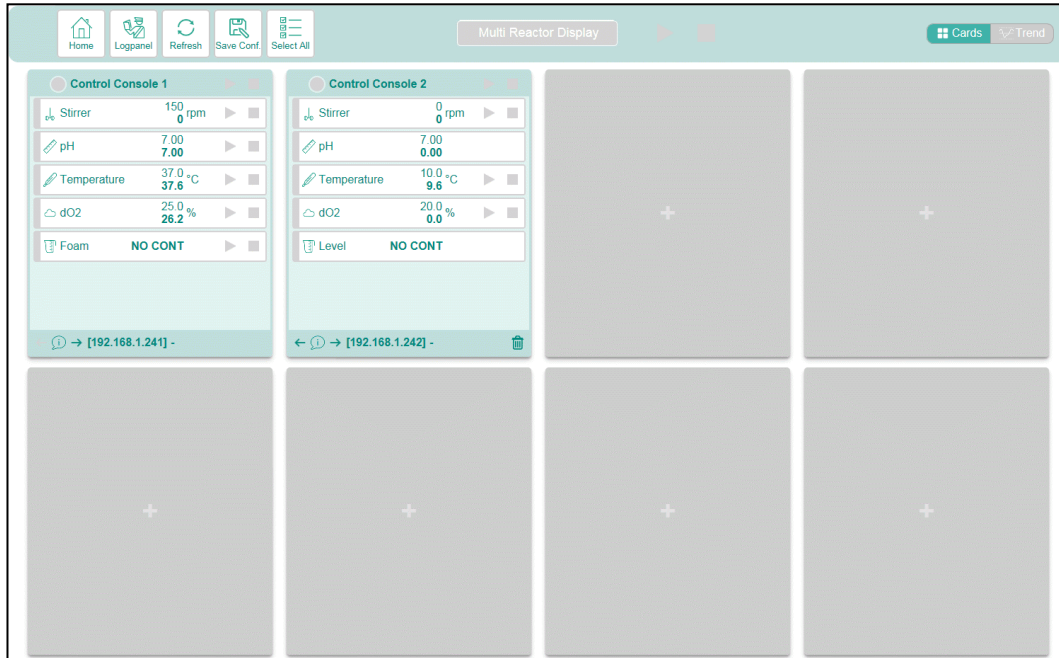 Home
Logpanel
Refresh
Save Conf.
Select All
Multi Reactor Display
Cards
Trend
Control Console 1
Stirrer 150 rpm
0
pH 7.00
7.00
Temperature 37.0 °C
37.6
dO2 25.0 %
26.2
Foam NO CONT
[192.168.1.241] -
Control Console 2
Stirrer 0 rpm
0
pH 7.00
0.00
Temperature 10.0 °C
9.6
dO2 20.0 %
0.0
Level NO CONT
[192.168.1.242] -